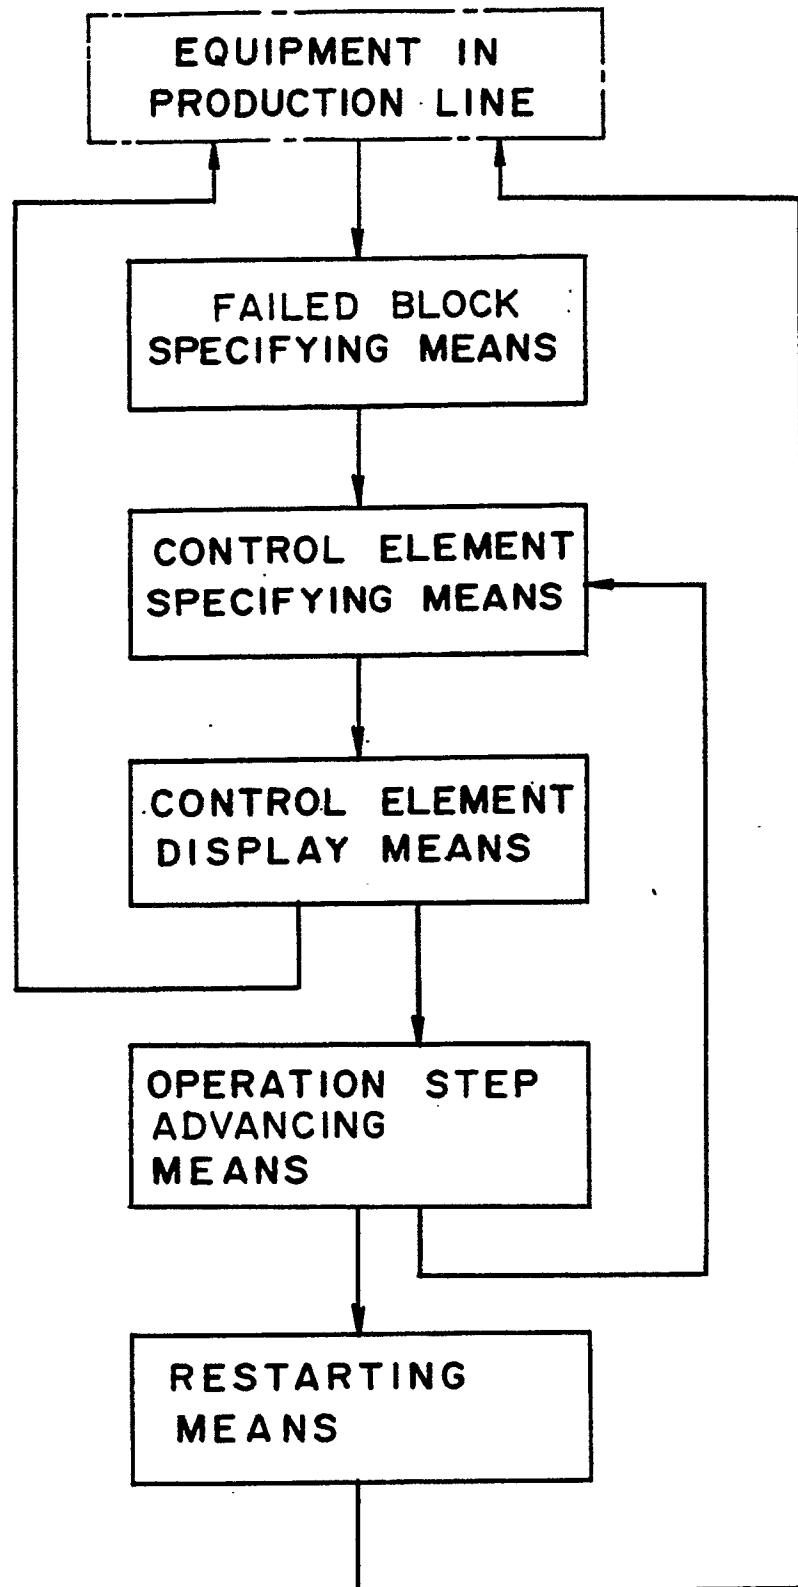 EQUIPMENT IN
PRODUCTION LINE
FAILED BLOCK
SPECIFYING MEANS
CONTROL ELEMENT
SPECIFYING MEANS
CONTROL ELEMENT
DISPLAY MEANS
OPERATION STEP
ADVANCING
MEANS
RESTARTING
MEANS